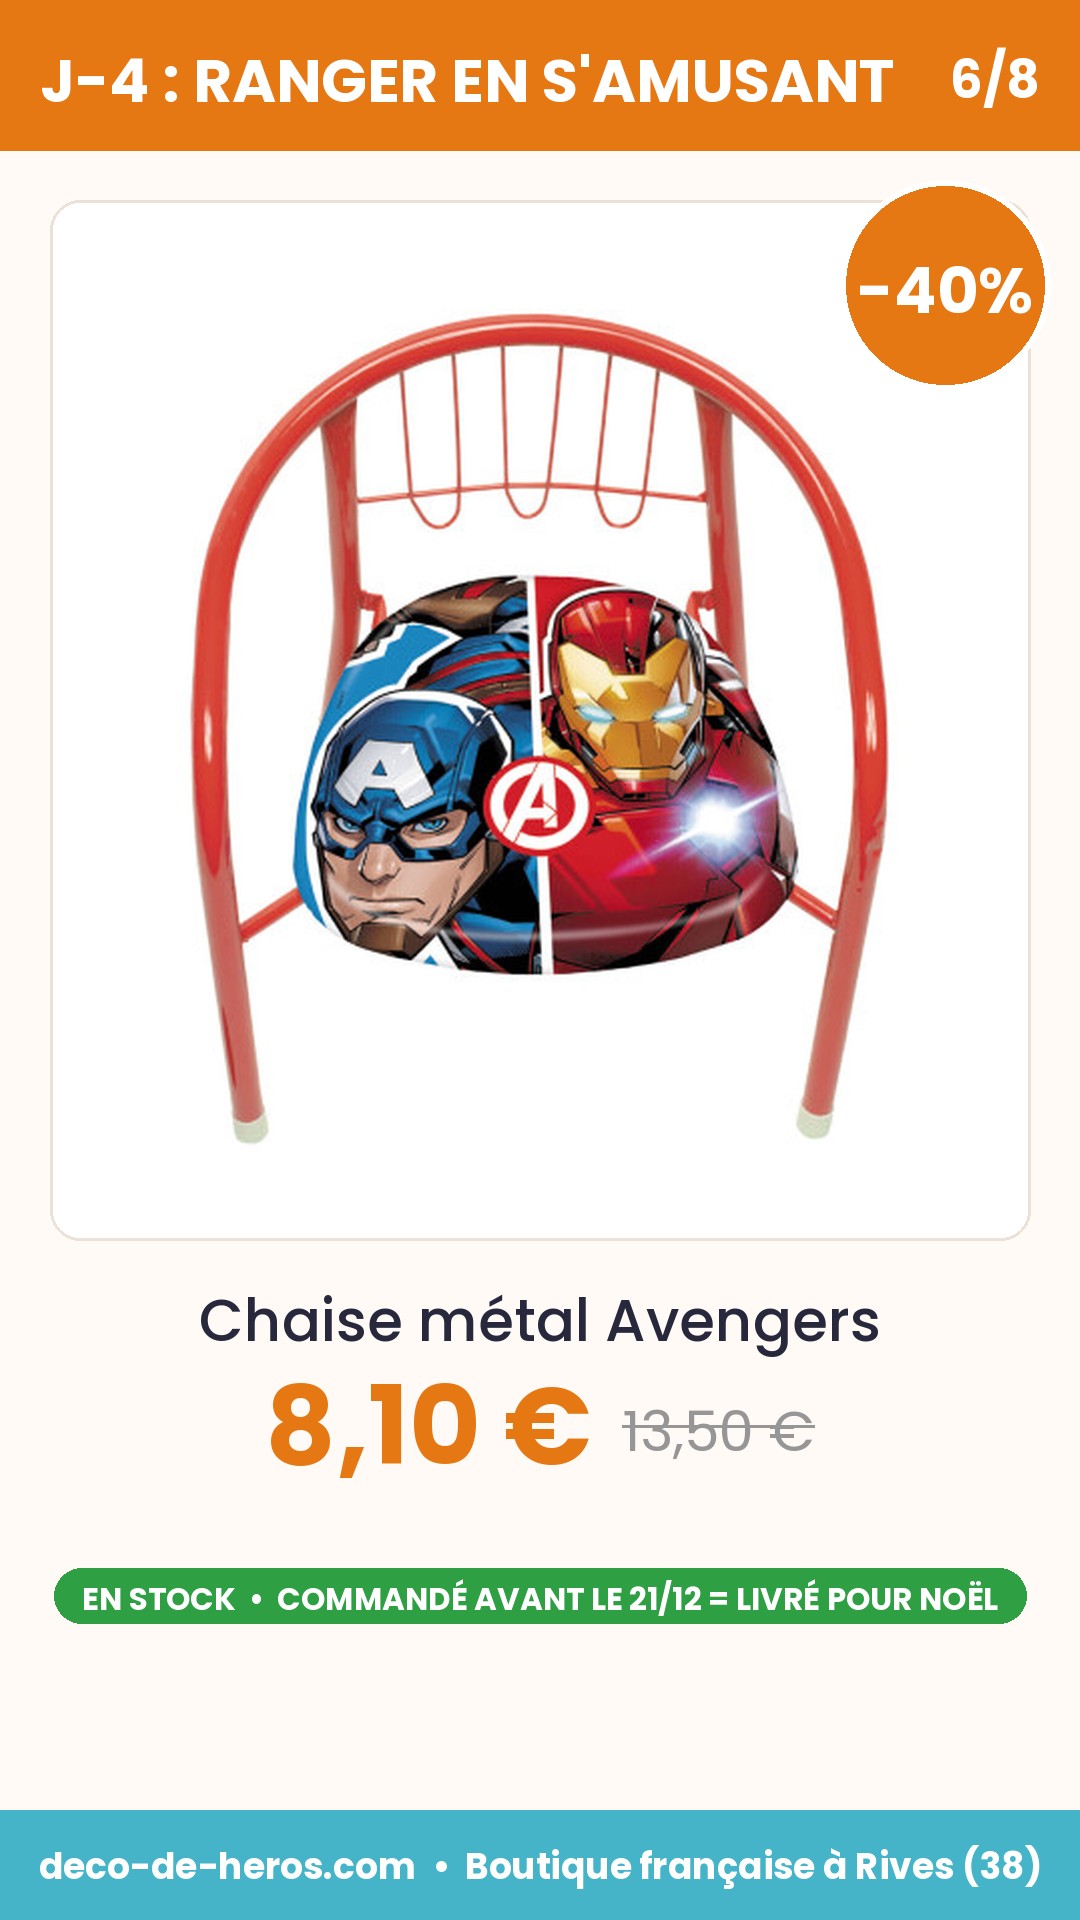 J-4 : RANGER EN S'AMUSANT 6/8
-40%
A
A
Chaise métal Avengers
8,10 € 13,50 €
EN STOCK • COMMANDÉ AVANT LE 21/12 = LIVRÉ POUR NOËL
deco-de-heros.com • Boutique française à Rives (38)